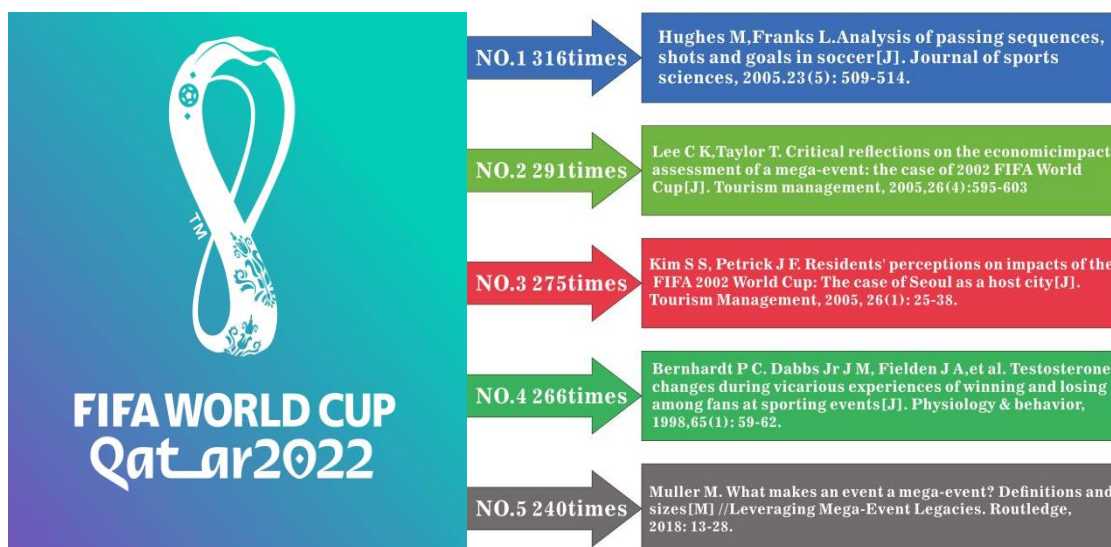 TM
FIFA WORLD CUP
Qatar2022
NO.1 316times
Hughes M,Franks L.Analysis of passing sequences,
shots and goals in soccer[J]. Journal of sports
sciences, 2005.23(5): 509-514.
NO.2 291times
Lee C K,Taylor T. Critical reflections on the economicimpact
assessment of a mega-event: the case of 2002 FIFA World
Cup[J]. Tourism management, 2005,26(4):595-603
NO.3 275times
Kim S S, Petrick J F. Residents' perceptions on impacts of the
FIFA 2002 World Cup: The case of Seoul as a host city[J].
Tourism Management, 2005, 26(1): 25-38.
NO.4 266times
Bernhardt P C. Dabbs Jr J M, Fielden J A,et al. Testosterone
changes during vicarious experiences of winning and losing
among fans at sporting events[J]. Physiology & behavior,
1998,65(1): 59-62.
NO.5 240times
Muller M. What makes an event a mega-event? Definitions and
sizes[M] //Leveraging Mega-Event Legacies. Routledge,
2018: 13-28.